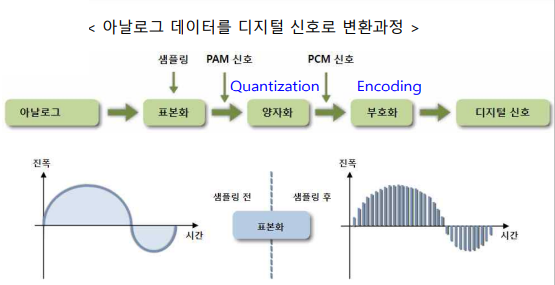 < 아날로그 데이터를 디지털 신호로 변환과정 >
샘플링 PAM 신호 PCM 신호
Quantization Encoding
아날로그 표본화 양자화 부호화 디지털 신호
진폭 진폭
샘플링 전 샘플링 후
표본화
시간 시간